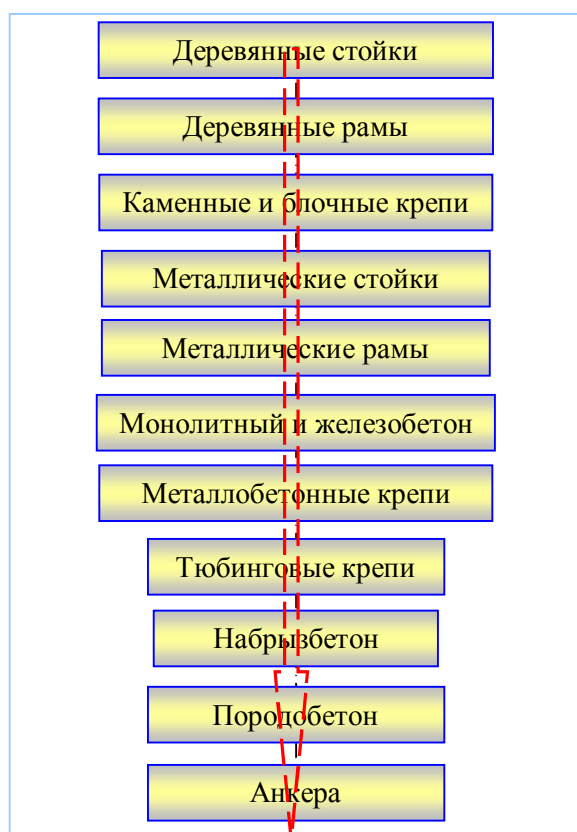 Деревянные стойки
Деревянные рамы
Каменные и блочные крепи
Металлические стойки
Металлические рамы
Монолитный и железобетон
Металлобетонные крепи
Тюбинговые крепи
Набрызбетон
Породобетон
Анкера